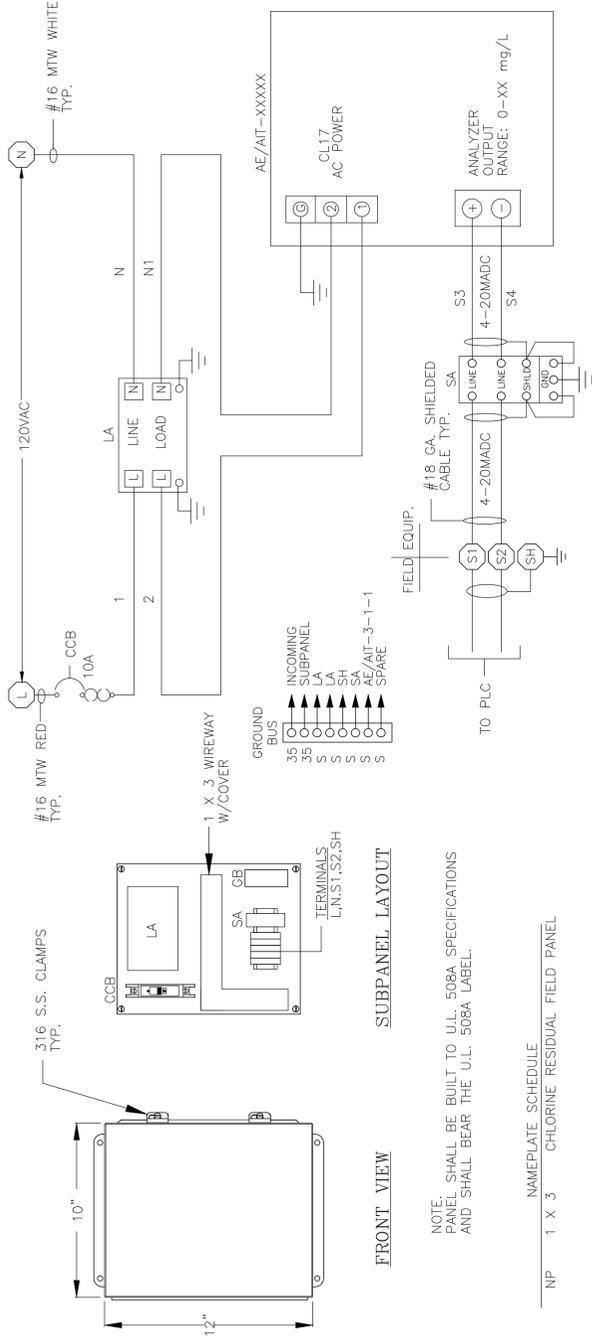 316 S.S. CLAMPS
TYP.
10"
12"
FRONT VIEW
CCB
LA
SA
GB
1 X 3 WIREWAY
W/COVER
TERMINALS
L,N.S1,S2,SH
SUBPANEL LAYOUT
NOTE:
PANEL SHALL BE BUILT TO U.L. 508A SPECIFICATIONS
AND SHALL BEAR THE U.L. 508A LABEL.
NAMEPLATE SCHEDULE
NP 1 X 3 CHLORINE RESIDUAL FIELD PANEL
#16 MTW RED
TYP.
L
120VAC
N
#16 MTW WHITE
TYP.
CCB
10A
1
2
LA
L LINE N
L LOAD N
N
N1
GROUND
BUS
35 INCOMING
35 SUBPANEL
S LA
S LA
S SH
S SA
S AE/AIT-3-1-1
S SPARE
AE/AIT-XXXXX
G
2
1
CL17
AC POWER
ANALYZER
OUTPUT
RANGE: 0-XX mg/L
+
-
S3
4-20MADC
S4
SA
LINE
LINE
SHLD
GND
#18 GA. SHIELDED
CABLE TYP.
4-20MADC
FIELD EQUIP.
S1
S2
SH
TO PLC